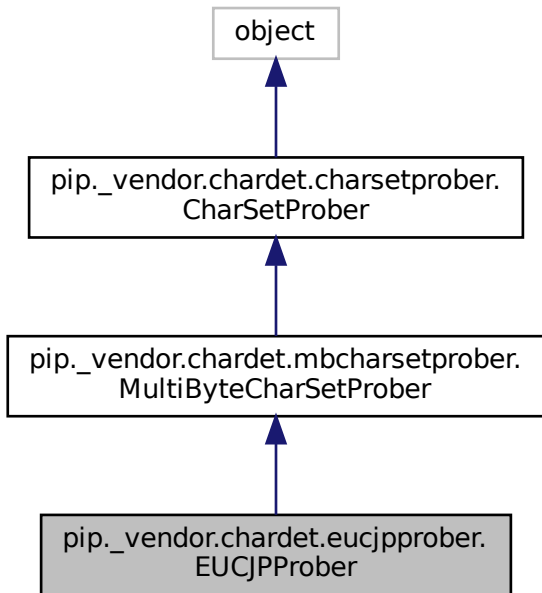 object
pip._vendor.chardet.charsetprober.
CharSetProber
pip._vendor.chardet.mbcharsetprober.
MultiByteCharSetProber
pip._vendor.chardet.eucjpprober.
EUCJPProber